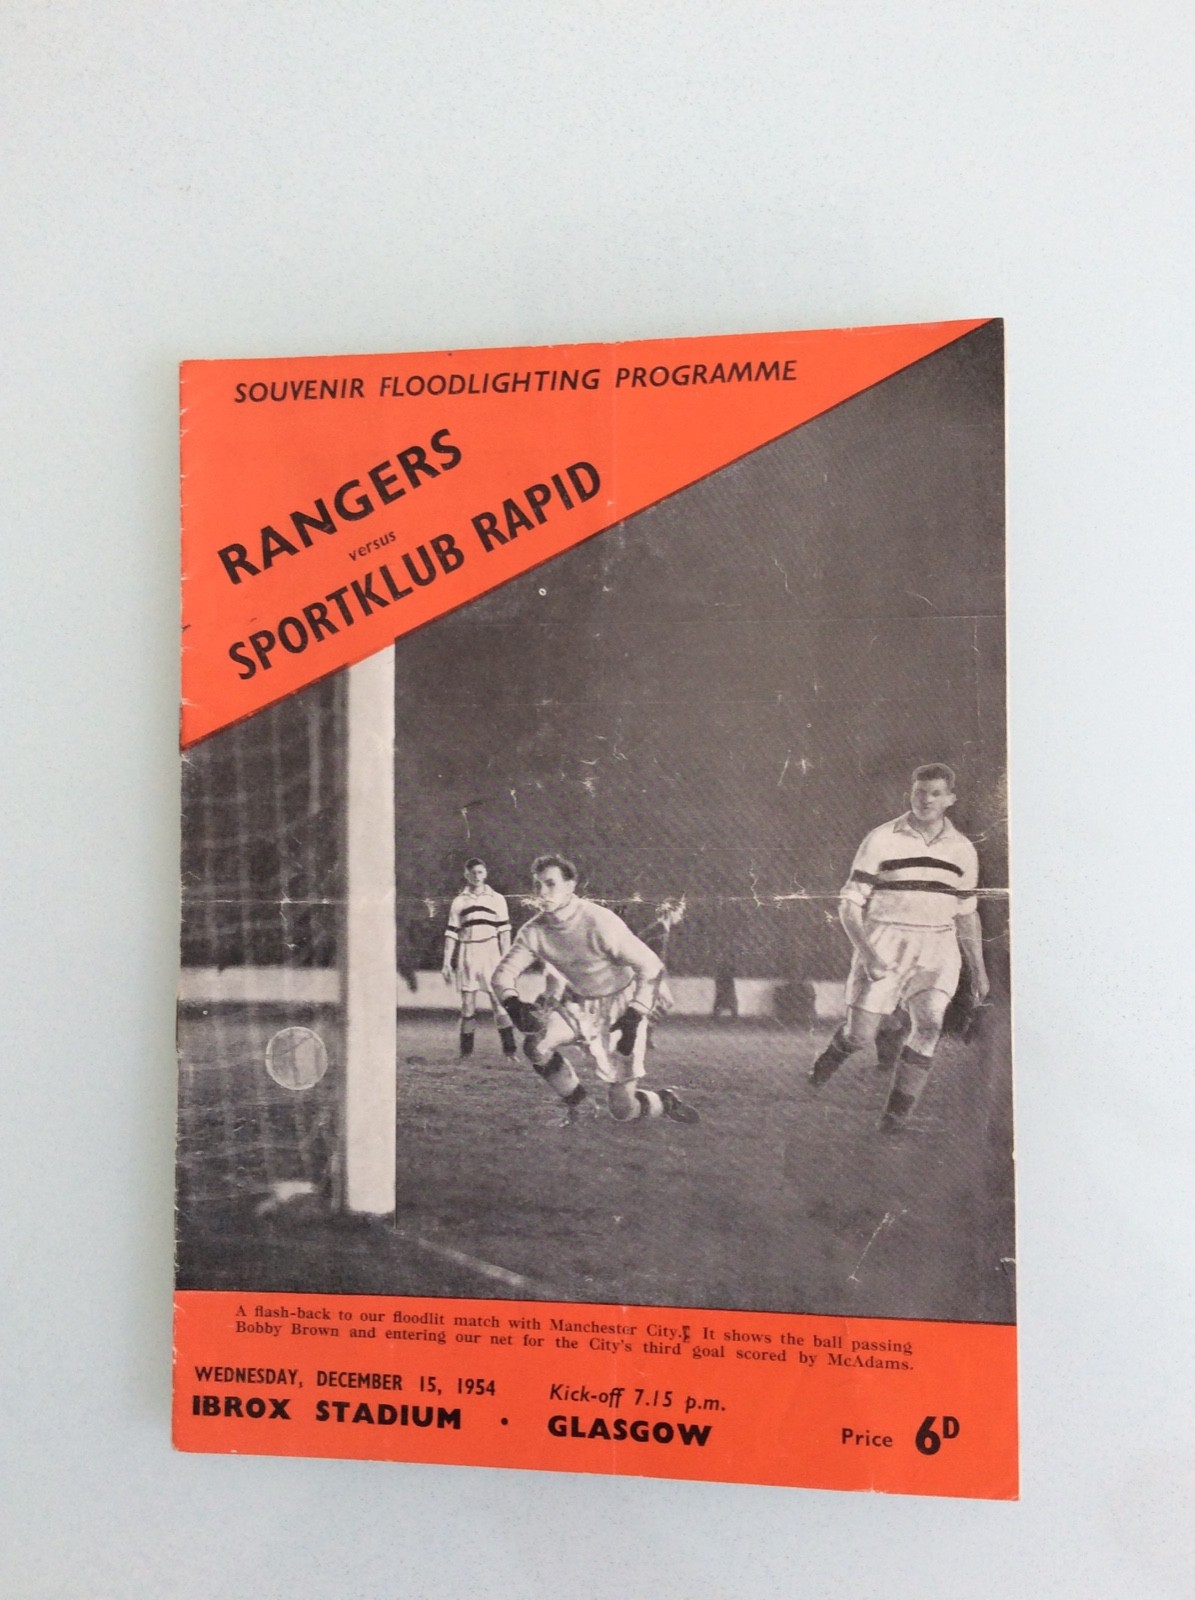 SOUVENIR FLOODLIGHTING PROGRAMME
RANGERS
versus
SPORTKLUB RAPID
A flash-back to our floodlit match with Manchester City. It shows the ball passing
Bobby Brown and entering our net for the City's third goal scored by McAdams.
WEDNESDAY, DECEMBER 15, 1954 Kick-off 7.15 p.m.
IBROX STADIUM · GLASGOW
Price 6D